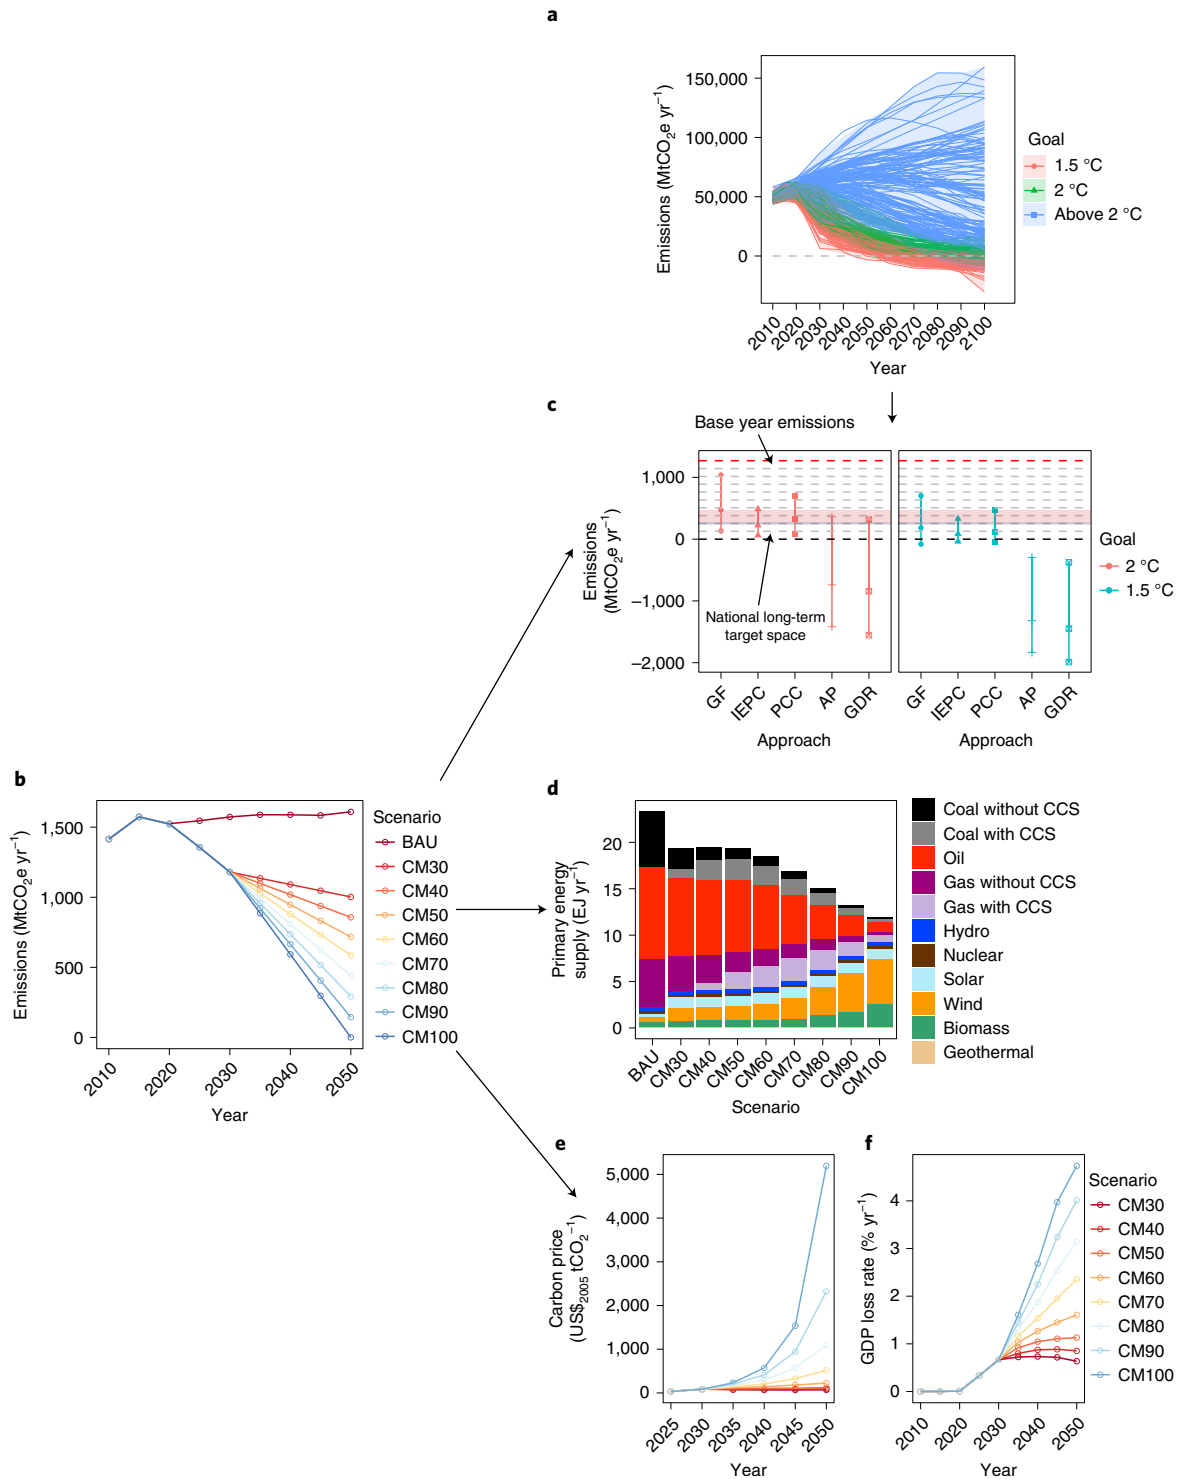 a
150,000
100,000
50,000
0
Emissions (MtCO₂e yr⁻¹)
2010
2020
2030
2040
2050
2060
2070
2080
2090
2100
Year
Goal
1.5 °C
2 °C
Above 2 °C
c
Base year emissions
1,000
0
–1,000
–2,000
Emissions
(MtCO₂e yr⁻¹)
National long-term
target space
GF
IEPC
PCC
AP
GDR
Approach
GF
IEPC
PCC
AP
GDR
Approach
Goal
2 °C
1.5 °C
b
1,500
1,000
500
0
Emissions (MtCO₂e yr⁻¹)
2010
2020
2030
2040
2050
Year
Scenario
BAU
CM30
CM40
CM50
CM60
CM70
CM80
CM90
CM100
d
20
15
10
5
0
Primary energy
supply (EJ yr⁻¹)
BAU
CM30
CM40
CM50
CM60
CM70
CM80
CM90
CM100
Scenario
Coal without CCS
Coal with CCS
Oil
Gas without CCS
Gas with CCS
Hydro
Nuclear
Solar
Wind
Biomass
Geothermal
e
5,000
4,000
3,000
2,000
1,000
0
Carbon price
(US$₂₀₀₅ tCO₂⁻¹)
2025
2030
2035
2040
2045
2050
Year
f
4
3
2
1
0
GDP loss rate (% yr⁻¹)
2010
2020
2030
2040
2050
Year
Scenario
CM30
CM40
CM50
CM60
CM70
CM80
CM90
CM100